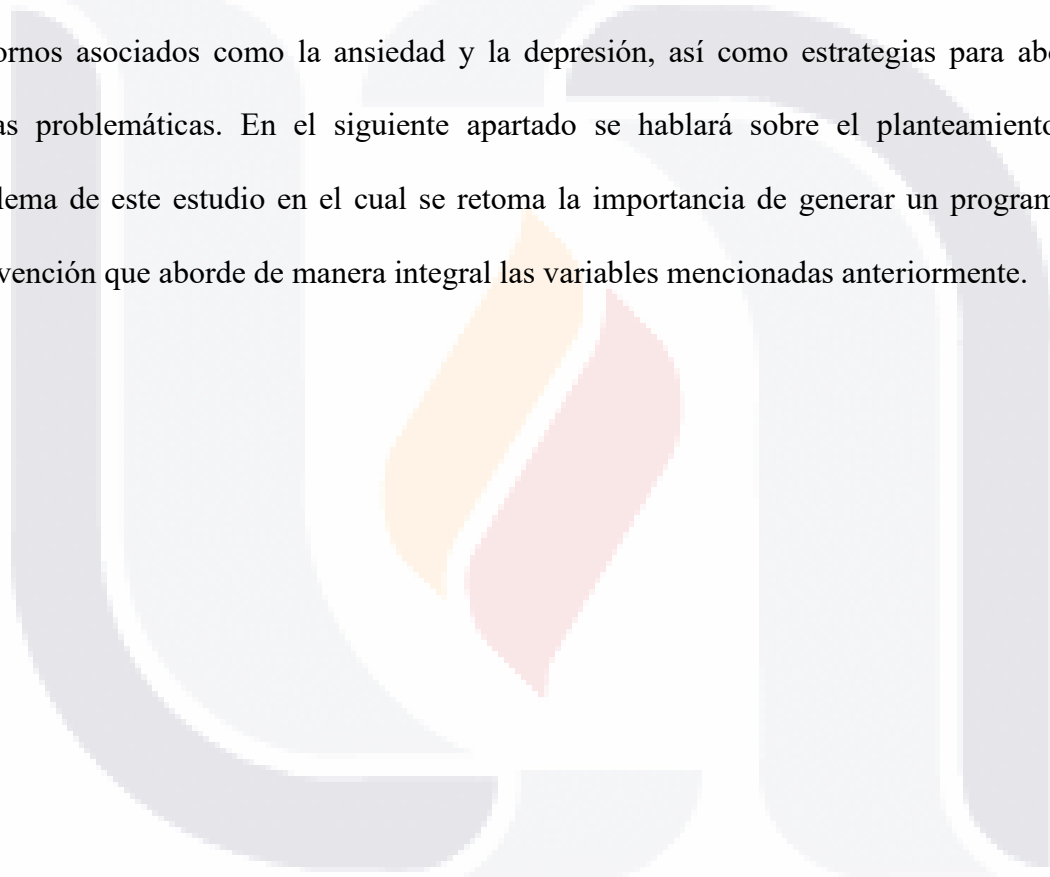 ornos asociados como la ansiedad y la depresión, así como estrategias para abo
as problemáticas. En el siguiente apartado se hablará sobre el planteamiento
lema de este estudio en el cual se retoma la importancia de generar un program
vención que aborde de manera integral las variables mencionadas anteriormente.